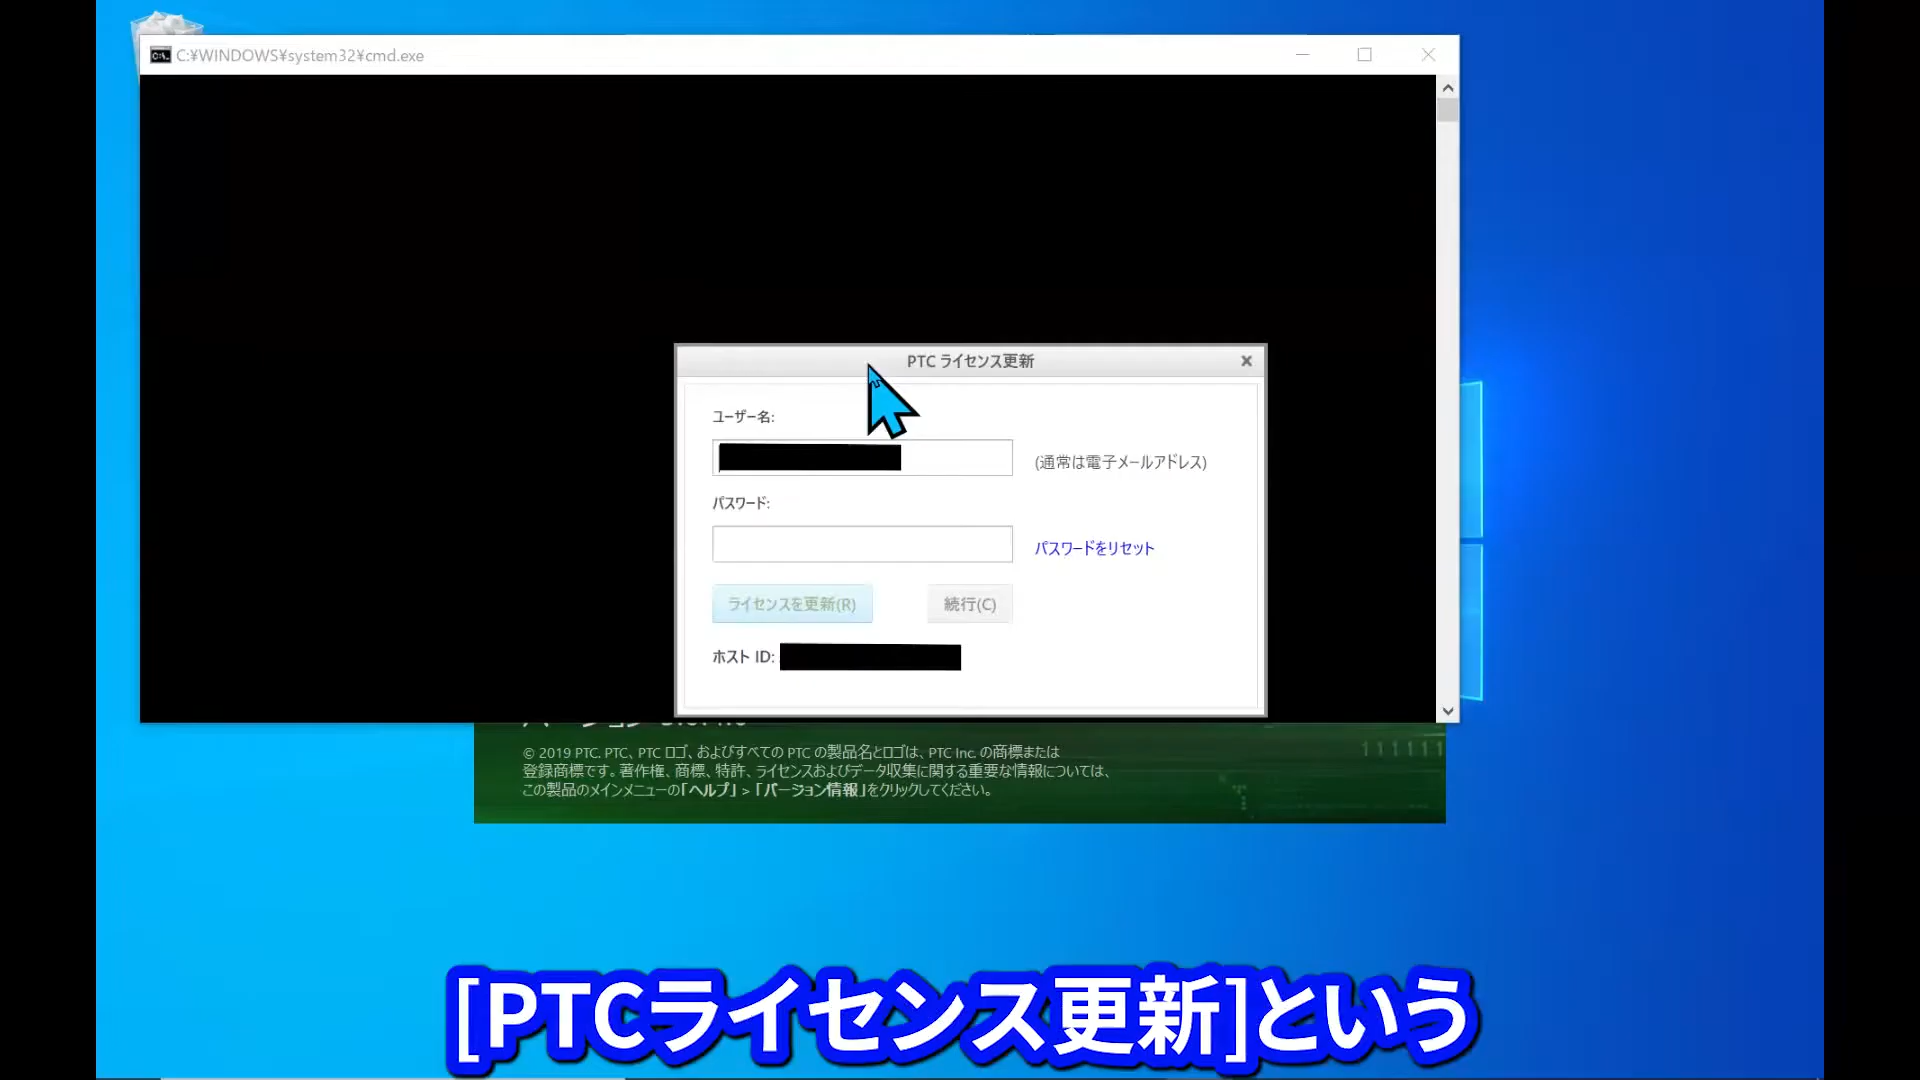 C:¥WINDOWS¥system32¥cmd.exe
PTC ライセンス更新
ユーザー名:
(通常は電子メールアドレス)
パスワード:
パスワードをリセット
ライセンスを更新(R)
続行(C)
ホスト ID:
© 2019 PTC. PTC、PTC ロゴ、およびすべての PTC の製品名とロゴは、PTC Inc. の商標または
登録商標です。著作権、商標、特許、ライセンスおよびデータ収集に関する重要な情報については、
この製品のメインメニューの「ヘルプ」>「バージョン情報」をクリックしてください。
[PTCライセンス更新]という